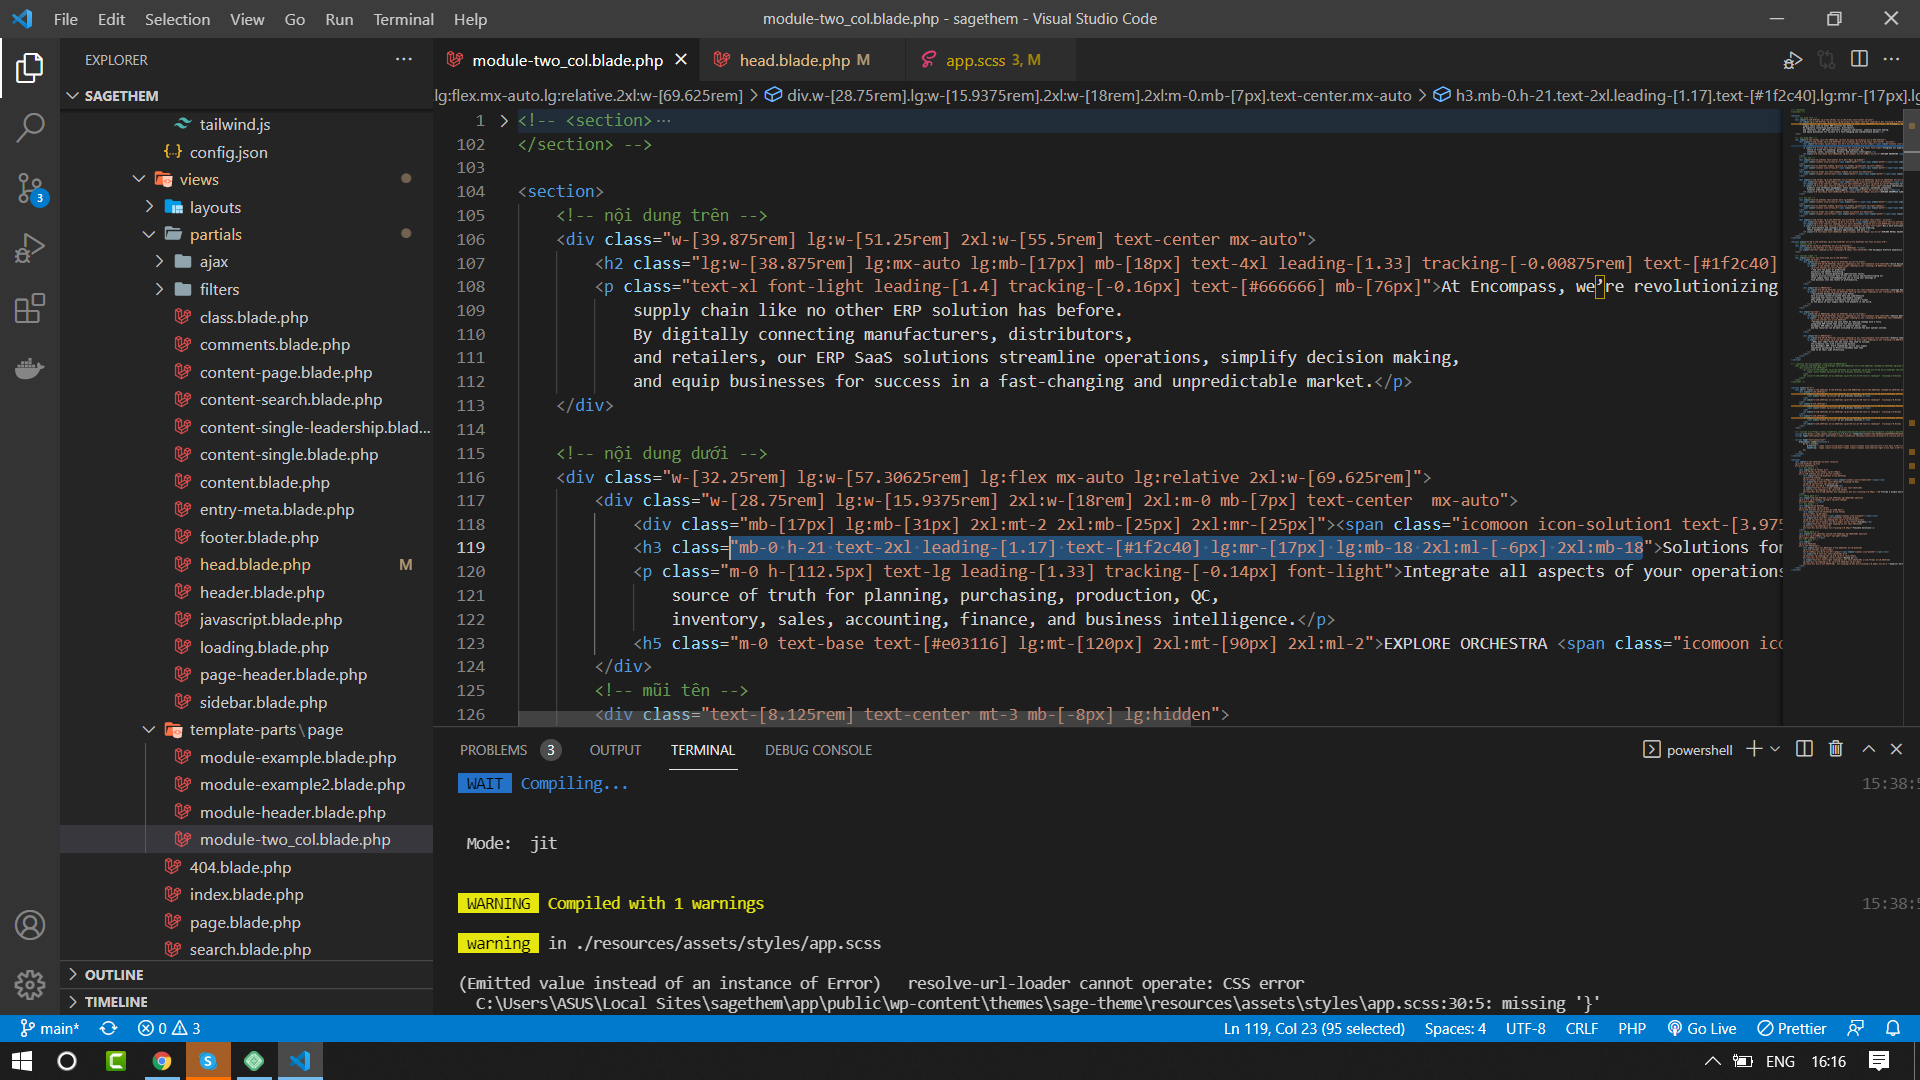 File Edit Selection View Go Run Terminal Help
module-two_col.blade.php - sagethem - Visual Studio Code
EXPLORER
SAGETHEM
tailwind.js
config.json
views
layouts
partials
ajax
filters
class.blade.php
comments.blade.php
content-page.blade.php
content-search.blade.php
content-single-leadership.blad...
content-single.blade.php
content.blade.php
entry-meta.blade.php
footer.blade.php
head.blade.php M
header.blade.php
javascript.blade.php
loading.blade.php
page-header.blade.php
sidebar.blade.php
template-parts\page
module-example.blade.php
module-example2.blade.php
module-header.blade.php
module-two_col.blade.php
404.blade.php
index.blade.php
page.blade.php
search.blade.php
OUTLINE
TIMELINE
3
module-two_col.blade.php
head.blade.php M
app.scss 3, M
lg:flex.mx-auto.lg:relative.2xl:w-[69.625rem] > div.w-[28.75rem].lg:w-[15.9375rem].2xl:w-[18rem].2xl:m-0.mb-[7px].text-center.mx-auto > h3.mb-0.h-21.text-2xl.leading-[1.17].text-[#1f2c40].lg:mr-[17px].lg
1 <!-- <section> ...
102 </section> -->
103
104 <section>
105 <!-- nội dung trên -->
106 <div class="w-[39.875rem] lg:w-[51.25rem] 2xl:w-[55.5rem] text-center mx-auto">
107 <h2 class="lg:w-[38.875rem] lg:mx-auto lg:mb-[17px] mb-[18px] text-4xl leading-[1.33] tracking-[-0.00875rem] text-[#1f2c40]
108 <p class="text-xl font-light leading-[1.4] tracking-[-0.16px] text-[#666666] mb-[76px]">At Encompass, we’re revolutionizing
109 supply chain like no other ERP solution has before.
110 By digitally connecting manufacturers, distributors,
111 and retailers, our ERP SaaS solutions streamline operations, simplify decision making,
112 and equip businesses for success in a fast-changing and unpredictable market.</p>
113 </div>
114
115 <!-- nội dung dưới -->
116 <div class="w-[32.25rem] lg:w-[57.30625rem] lg:flex mx-auto lg:relative 2xl:w-[69.625rem]">
117 <div class="w-[28.75rem] lg:w-[15.9375rem] 2xl:w-[18rem] 2xl:m-0 mb-[7px] text-center  mx-auto">
118 <div class="mb-[17px] lg:mb-[31px] 2xl:mt-2 2xl:mb-[25px] 2xl:mr-[25px]"><span class="icomoon icon-solution1 text-[3.975
119 <h3 class="mb-0 h-21 text-2xl leading-[1.17] text-[#1f2c40] lg:mr-[17px] lg:mb-18 2xl:ml-[-6px] 2xl:mb-18">Solutions for
120 <p class="m-0 h-[112.5px] text-lg leading-[1.33] tracking-[-0.14px] font-light">Integrate all aspects of your operations
121 source of truth for planning, purchasing, production, QC,
122 inventory, sales, accounting, finance, and business intelligence.</p>
123 <h5 class="m-0 text-base text-[#e03116] lg:mt-[120px] 2xl:mt-[90px] 2xl:ml-2">EXPLORE ORCHESTRA <span class="icomoon ico
124 </div>
125 <!-- mũi tên -->
126 <div class="text-[8.125rem] text-center mt-3 mb-[-8px] lg:hidden">
PROBLEMS 3 OUTPUT TERMINAL DEBUG CONSOLE
powershell
WAIT Compiling... 15:38:5
Mode: jit
WARNING Compiled with 1 warnings 15:38:5
warning in ./resources/assets/styles/app.scss
(Emitted value instead of an instance of Error) resolve-url-loader cannot operate: CSS error
C:\Users\ASUS\Local Sites\sagethem\app\public\wp-content\themes\sage-theme\resources\assets\styles\app.scss:30:5: missing '}'
main* 0 3
Ln 119, Col 23 (95 selected) Spaces: 4 UTF-8 CRLF PHP Go Live Prettier
ENG 16:16